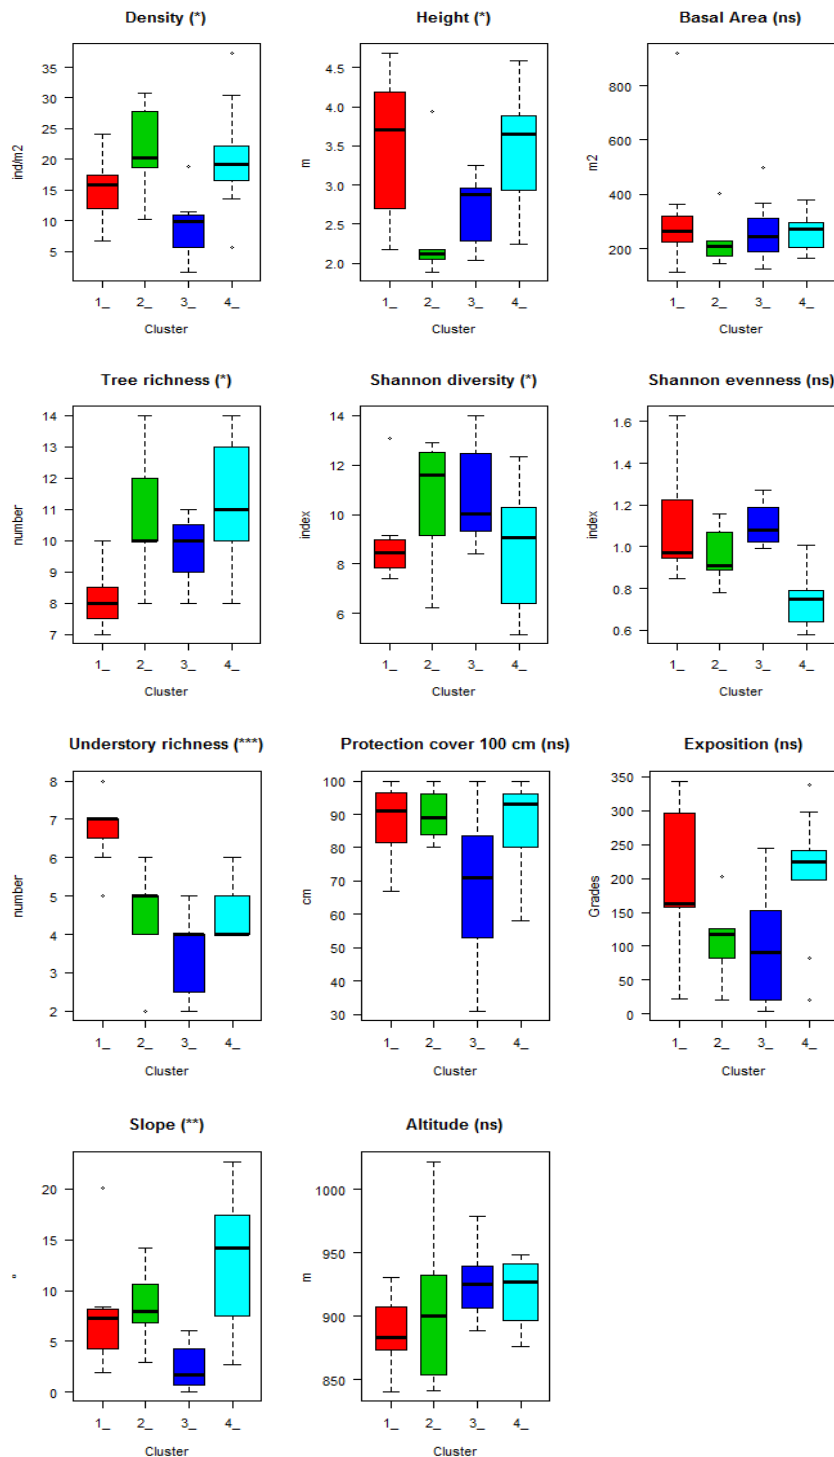 Density (*)
ind/m2
35
30
25
20
15
10
5
1_ 2_ 3_ 4_
Cluster
Height (*)
m
4.5
4.0
3.5
3.0
2.5
2.0
1_ 2_ 3_ 4_
Cluster
Basal Area (ns)
m2
800
600
400
200
1_ 2_ 3_ 4_
Cluster
Tree richness (*)
number
14
13
12
11
10
9
8
7
1_ 2_ 3_ 4_
Cluster
Shannon diversity (*)
index
14
12
10
8
6
1_ 2_ 3_ 4_
Cluster
Shannon evenness (ns)
index
1.6
1.4
1.2
1.0
0.8
0.6
1_ 2_ 3_ 4_
Cluster
Understory richness (***)
number
8
7
6
5
4
3
2
1_ 2_ 3_ 4_
Cluster
Protection cover 100 cm (ns)
cm
100
90
80
70
60
50
40
30
1_ 2_ 3_ 4_
Cluster
Exposition (ns)
Grades
350
300
250
200
150
100
50
0
1_ 2_ 3_ 4_
Cluster
Slope (**)
°
20
15
10
5
0
1_ 2_ 3_ 4_
Cluster
Altitude (ns)
m
1000
950
900
850
1_ 2_ 3_ 4_
Cluster